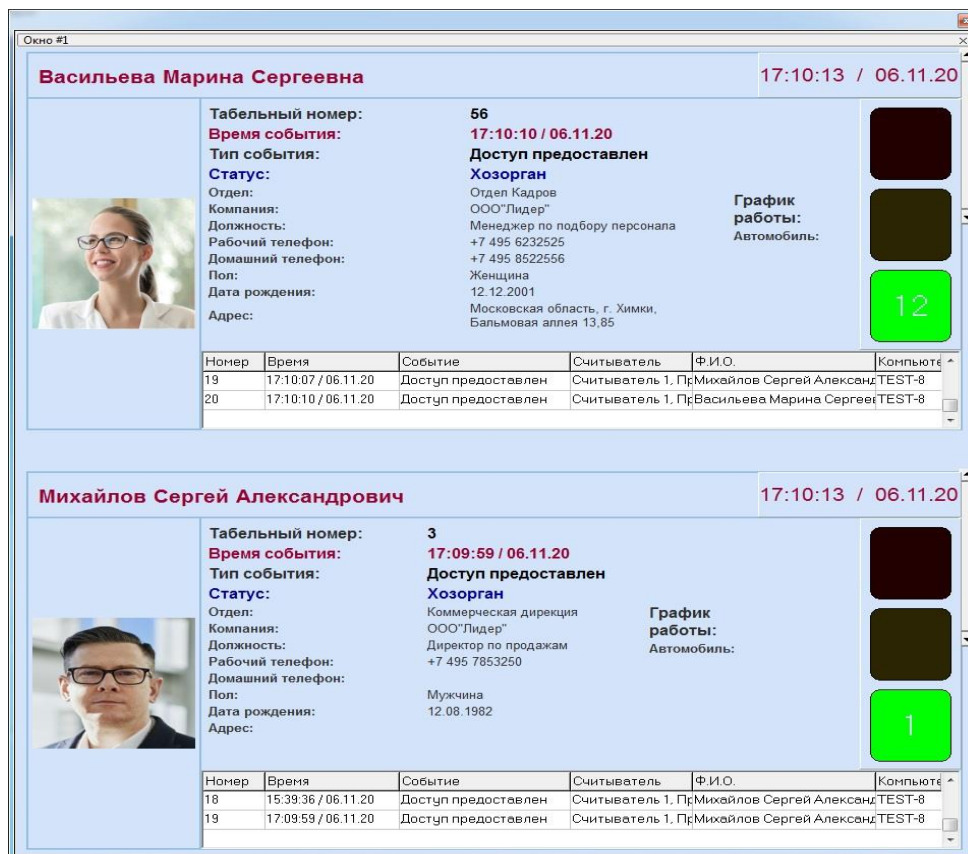 Окно #1
Васильева Марина Сергеевна 17:10:13 / 06.11.20
Табельный номер: 56
Время события: 17:10:10 / 06.11.20
Тип события: Доступ предоставлен
Статус: Хозорган
Отдел: Отдел Кадров
Компания: ООО"Лидер"
Должность: Менеджер по подбору персонала
Рабочий телефон: +7 495 6232525
Домашний телефон: +7 495 8522556
Пол: Женщина
Дата рождения: 12.12.2001
Адрес: Московская область, г. Химки,
Бальмовая аллея 13,85
График
работы:
Автомобиль:
12
Номер Время Событие Считыватель Ф.И.О. Компьюте
19 17:10:07 / 06.11.20 Доступ предоставлен Считыватель 1, Пр Михайлов Сергей Александ TEST-8
20 17:10:10 / 06.11.20 Доступ предоставлен Считыватель 1, Пр Васильева Марина Сергее TEST-8
Михайлов Сергей Александрович 17:10:13 / 06.11.20
Табельный номер: 3
Время события: 17:09:59 / 06.11.20
Тип события: Доступ предоставлен
Статус: Хозорган
Отдел: Коммерческая дирекция
Компания: ООО"Лидер"
Должность: Директор по продажам
Рабочий телефон: +7 495 7853250
Домашний телефон:
Пол: Мужчина
Дата рождения: 12.08.1982
Адрес:
График
работы:
Автомобиль:
1
Номер Время Событие Считыватель Ф.И.О. Компьюте
18 15:39:36 / 06.11.20 Доступ предоставлен Считыватель 1, Пр Михайлов Сергей Александ TEST-8
19 17:09:59 / 06.11.20 Доступ предоставлен Считыватель 1, Пр Михайлов Сергей Александ TEST-8